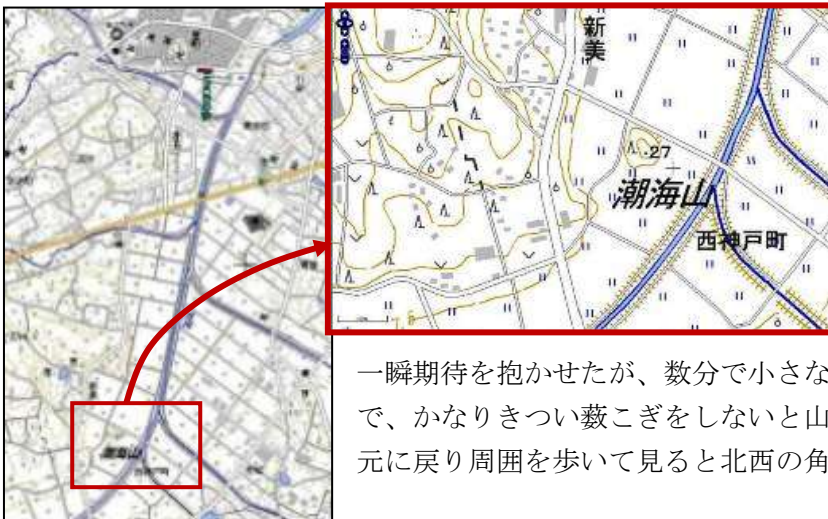 新美
27
潮海山
西神戸町
潮海山
一瞬期待を抱かせたが、数分で小さな
で、かなりきつい薮こぎをしないと山
元に戻り周囲を歩いて見ると北西の角